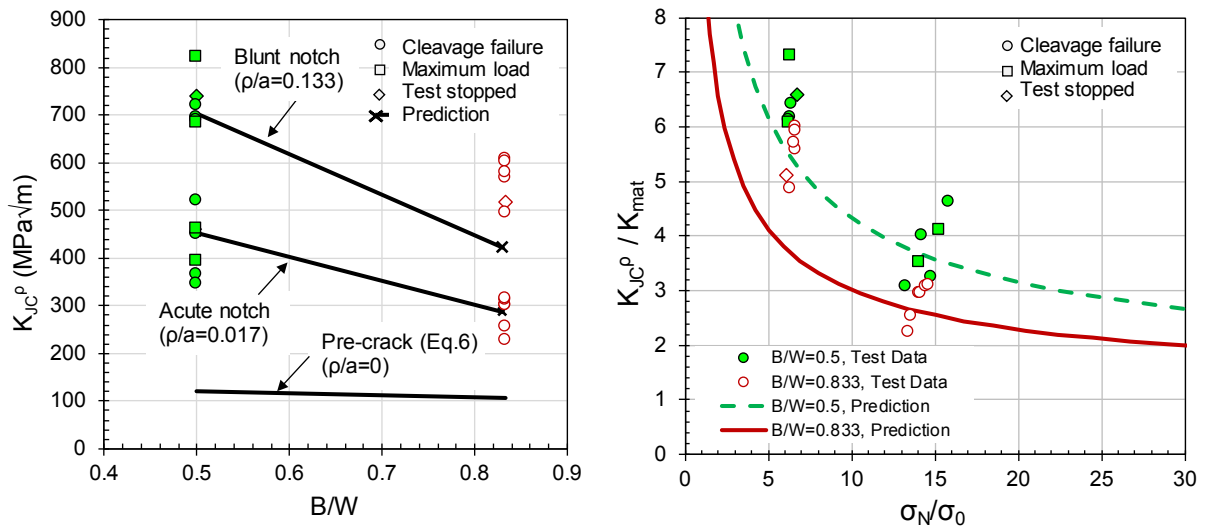 900
800
700
600
500
400
300
200
100
0
0.4
0.5
0.6
0.7
0.8
0.9
K_JC^ρ (MPa√m)
B/W
Blunt notch
(ρ/a=0.133)
Cleavage failure
Maximum load
Test stopped
Prediction
Acute notch
(ρ/a=0.017)
Pre-crack (Eq.6)
(ρ/a=0)
8
7
6
5
4
3
2
1
0
0
5
10
15
20
25
30
K_JC^ρ / K_mat
σ_N/σ_0
Cleavage failure
Maximum load
Test stopped
B/W=0.5, Test Data
B/W=0.833, Test Data
B/W=0.5, Prediction
B/W=0.833, Prediction